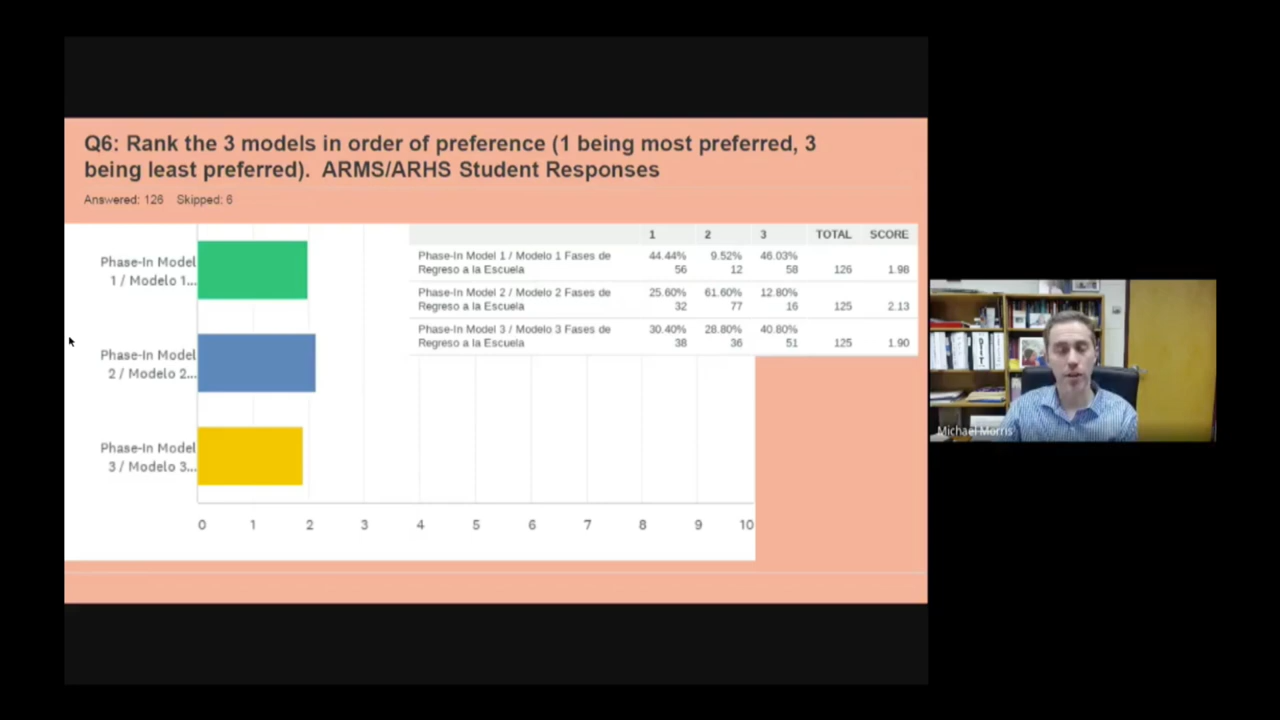 Q6: Rank the 3 models in order of preference (1 being most preferred, 3
being least preferred).  ARMS/ARHS Student Responses
Answered: 126 Skipped: 6
1 2 3 TOTAL SCORE
Phase-In Model 1 / Modelo 1 Fases de 44.44% 9.52% 46.03%
Regreso a la Escuela 56 12 58 126 1.98
Phase-In Model 2 / Modelo 2 Fases de 25.60% 61.60% 12.80%
Regreso a la Escuela 32 77 16 125 2.13
Phase-In Model 3 / Modelo 3 Fases de 30.40% 28.80% 40.80%
Regreso a la Escuela 38 36 51 125 1.90
Phase-In Model
1 / Modelo 1...
Phase-In Model
2 / Modelo 2...
Phase-In Model
3 / Modelo 3...
0 1 2 3 4 5 6 7 8 9 10
Michael Morris